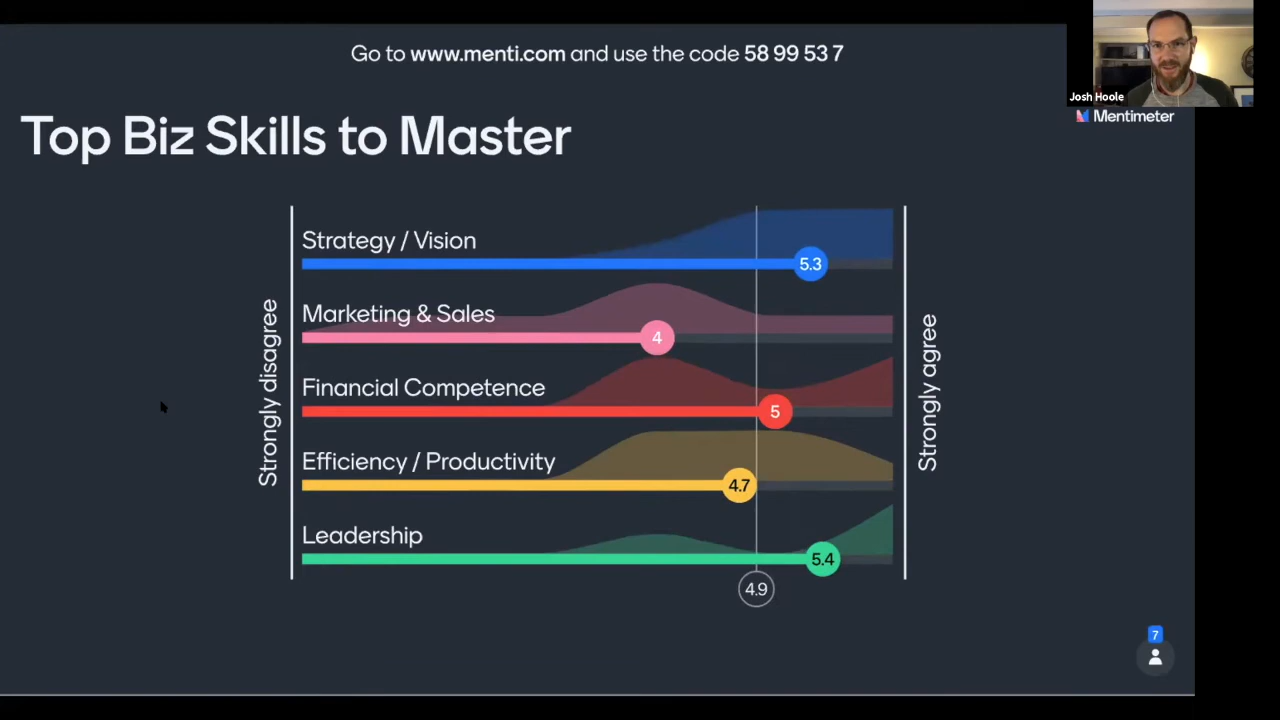 Go to www.menti.com and use the code 58 99 53 7
Josh Hoole
Mentimeter
Top Biz Skills to Master
Strongly disagree
Strategy / Vision
5.3
Marketing & Sales
4
Financial Competence
5
Efficiency / Productivity
4.7
Leadership
5.4
4.9
Strongly agree
7